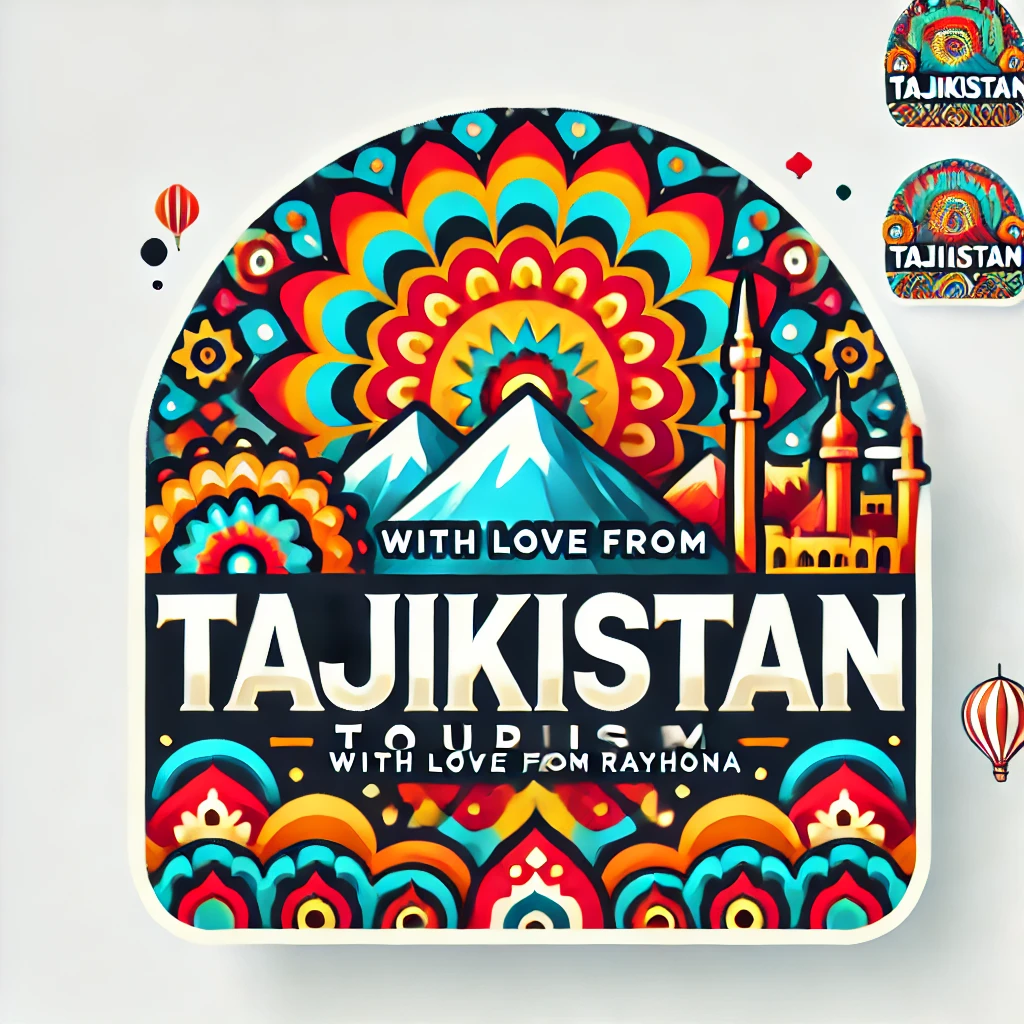 TAJIKISTAN
TAJIISTAN
WITH LOVE FROM
TAJIKISTAN
TOURISM
WITH LOVE FOM RAYHONA